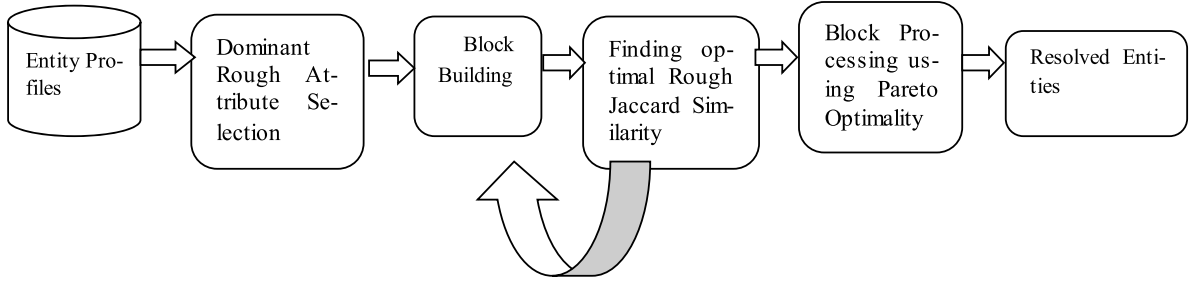 Entity Pro-
files
Dominant
Rough At-
tribute Se-
lection
Block
Building
Finding op-
timal Rough
Jaccard Sim-
ilarity
Block Pro-
cessing us-
ing Pareto
Optimality
Resolved Enti-
ties